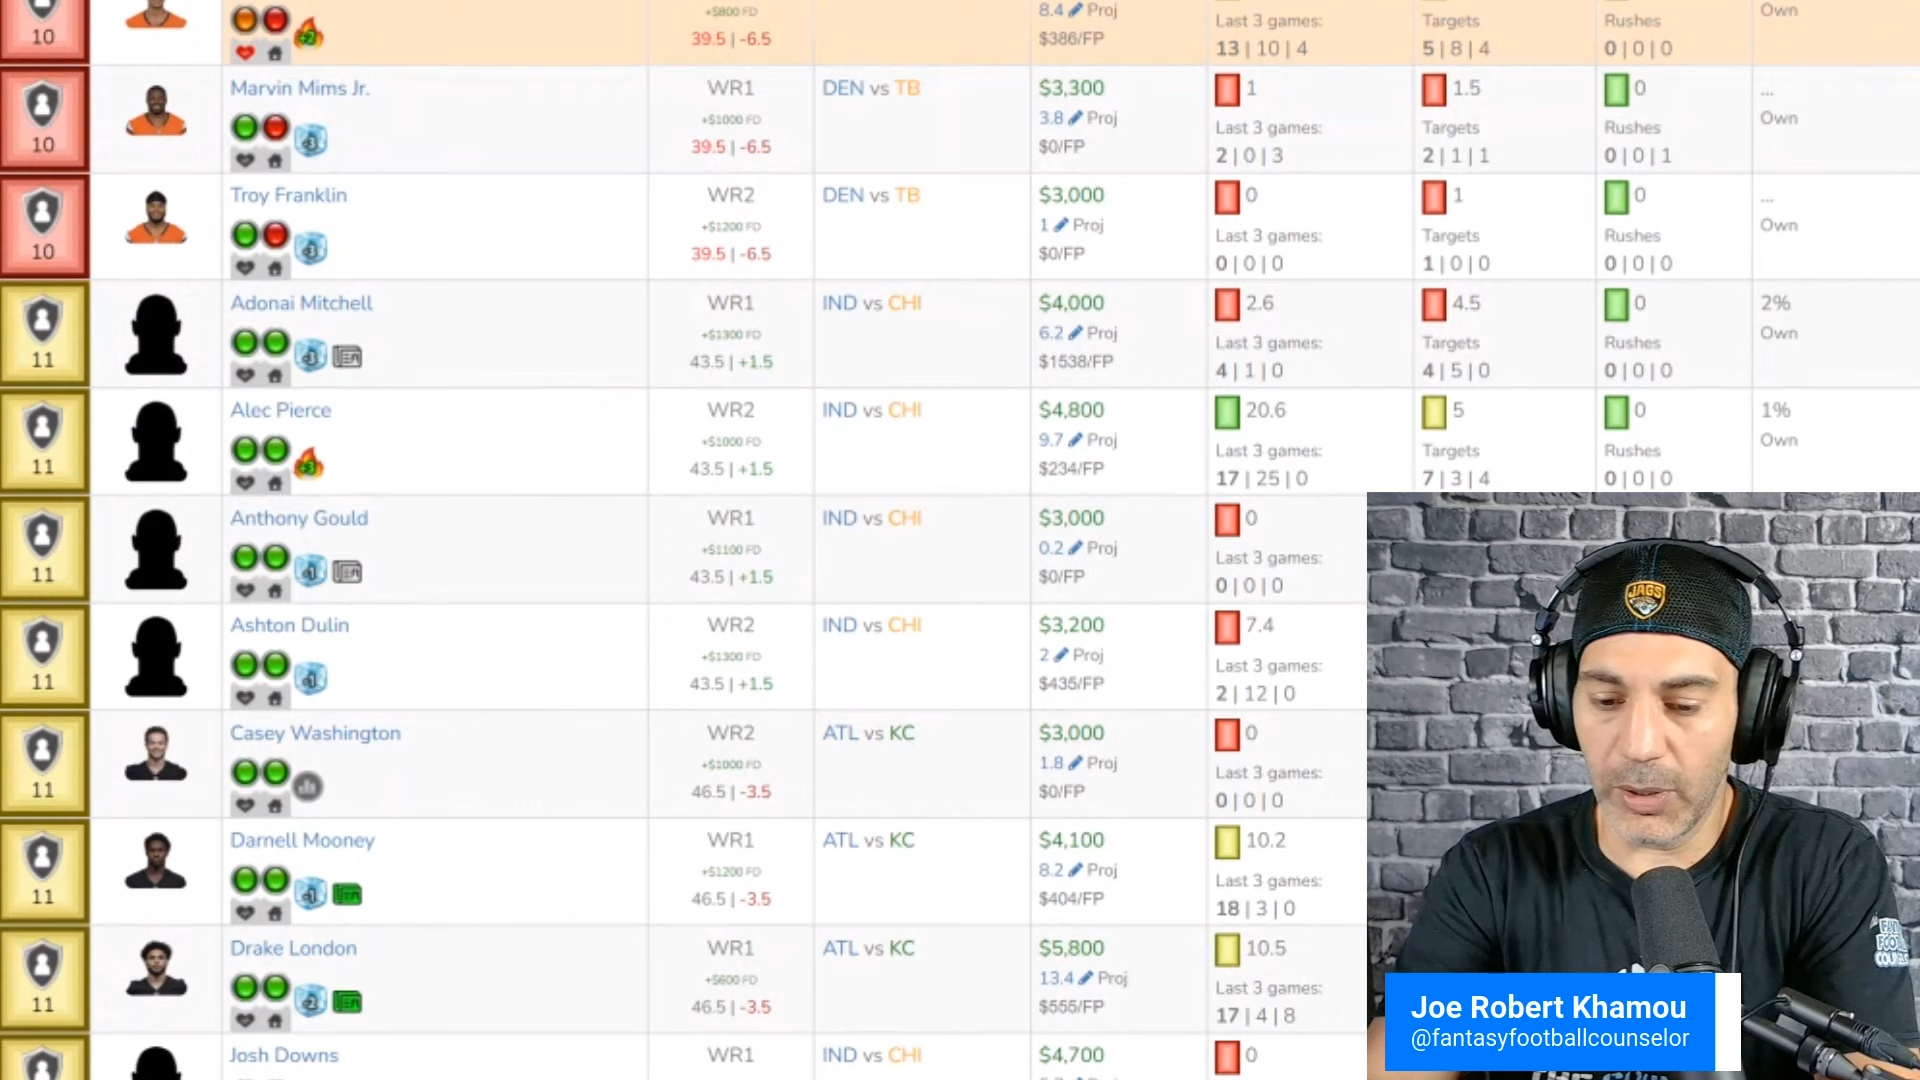 +$800 FD 8.4 Proj Last 3 games: Targets Rushes Own
10 39.5 | -6.5 $386/FP 13 | 10 | 4 5 | 8 | 4 0 | 0 | 0
Marvin Mims Jr. WR1 DEN vs TB $3,300 1 1.5 0 ...
+$1000 FD 3.8 Proj Last 3 games: Targets Rushes Own
10 39.5 | -6.5 $0/FP 2 | 0 | 3 2 | 1 | 1 0 | 0 | 1
Troy Franklin WR2 DEN vs TB $3,000 0 1 0 ...
+$1200 FD 1 Proj Last 3 games: Targets Rushes Own
10 39.5 | -6.5 $0/FP 0 | 0 | 0 1 | 0 | 0 0 | 0 | 0
Adonai Mitchell WR1 IND vs CHI $4,000 2.6 4.5 0 2%
+$1300 FD 6.2 Proj Last 3 games: Targets Rushes Own
11 43.5 | +1.5 $1538/FP 4 | 1 | 0 4 | 5 | 0 0 | 0 | 0
Alec Pierce WR2 IND vs CHI $4,800 20.6 5 0 1%
+$1000 FD 9.7 Proj Last 3 games: Targets Rushes Own
11 43.5 | +1.5 $234/FP 17 | 25 | 0 7 | 3 | 4 0 | 0 | 0
Anthony Gould WR1 IND vs CHI $3,000 0
+$1100 FD 0.2 Proj Last 3 games:
11 43.5 | +1.5 $0/FP 0 | 0 | 0
Ashton Dulin WR2 IND vs CHI $3,200 7.4
+$1300 FD 2 Proj Last 3 games:
11 43.5 | +1.5 $435/FP 2 | 12 | 0
Casey Washington WR2 ATL vs KC $3,000 0
+$1000 FD 1.8 Proj Last 3 games:
11 46.5 | -3.5 $0/FP 0 | 0 | 0
Darnell Mooney WR1 ATL vs KC $4,100 10.2
+$1200 FD 8.2 Proj Last 3 games:
11 46.5 | -3.5 $404/FP 18 | 3 | 0
Drake London WR1 ATL vs KC $5,800 10.5
+$600 FD 13.4 Proj Last 3 games:
11 46.5 | -3.5 $555/FP 17 | 4 | 8
Josh Downs WR1 IND vs CHI $4,700 0
JAGS
Joe Robert Khamou
@fantasyfootballcounselor